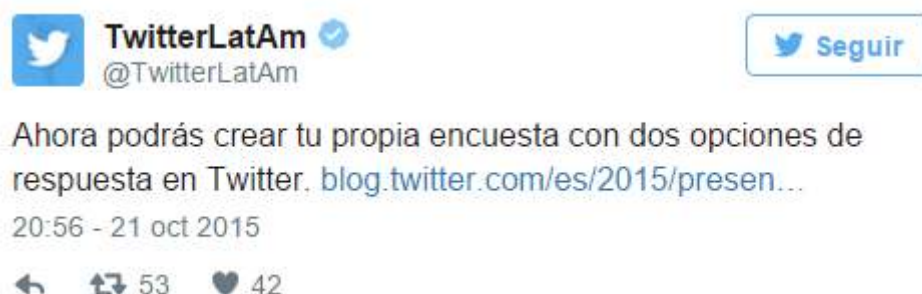 TwitterLatAm
@TwitterLatAm
Seguir
Ahora podrás crear tu propia encuesta con dos opciones de
respuesta en Twitter. blog.twitter.com/es/2015/presen...
20:56 - 21 oct 2015
53 42